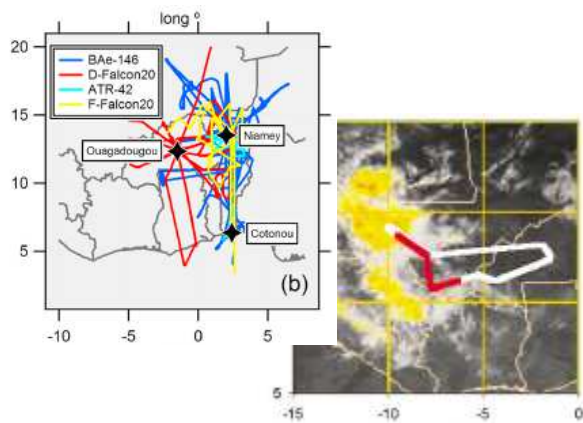 long º
20
15
10
5
BAe-146
D-Falcon20
ATR-42
F-Falcon20
Niamey
Ouagadougou
Cotonou
(b)
-10 -5 0 5
5
-15 -10 -5 0